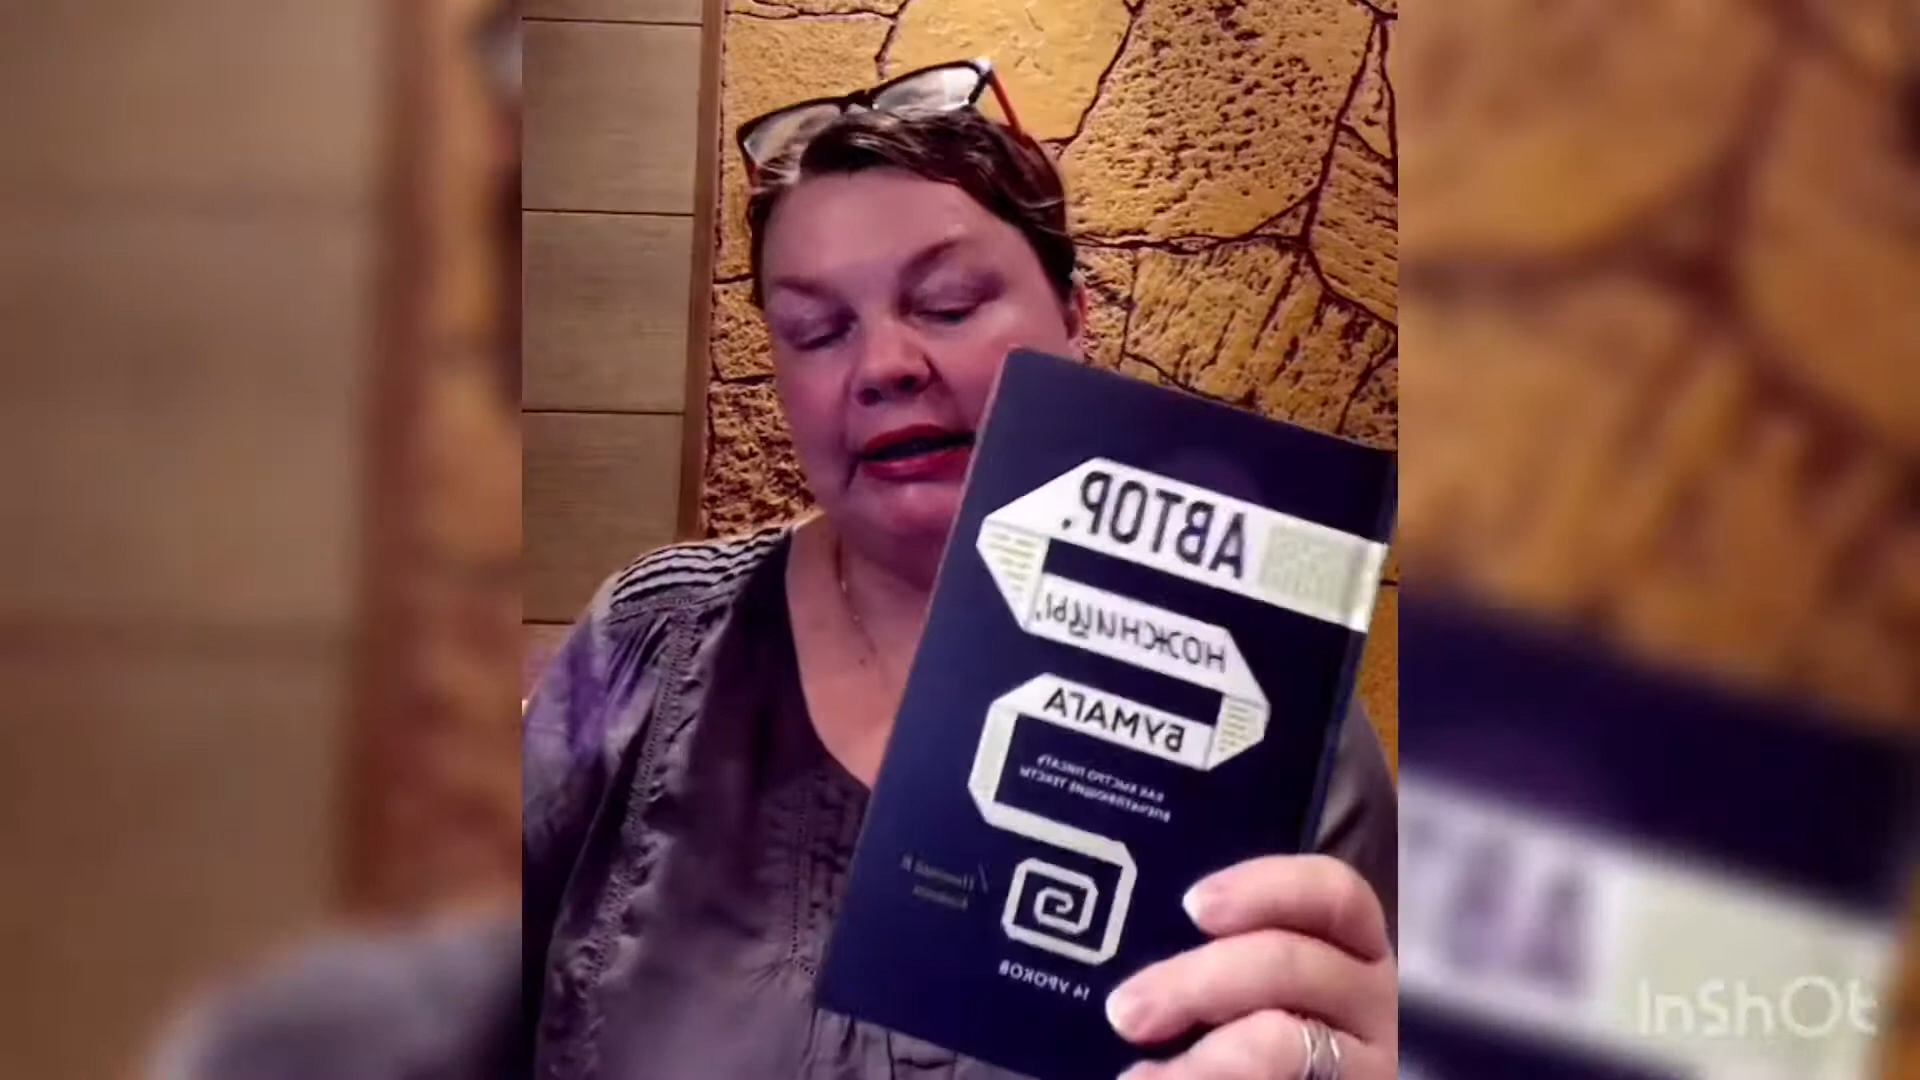 АВТОР,
НОЖНИЦЫ,
БУМАГА
КАК БЫСТРО ПИСАТЬ
ВПЕЧАТЛЯЮЩИЕ ТЕКСТЫ
14 УРОКОВ
InShOt